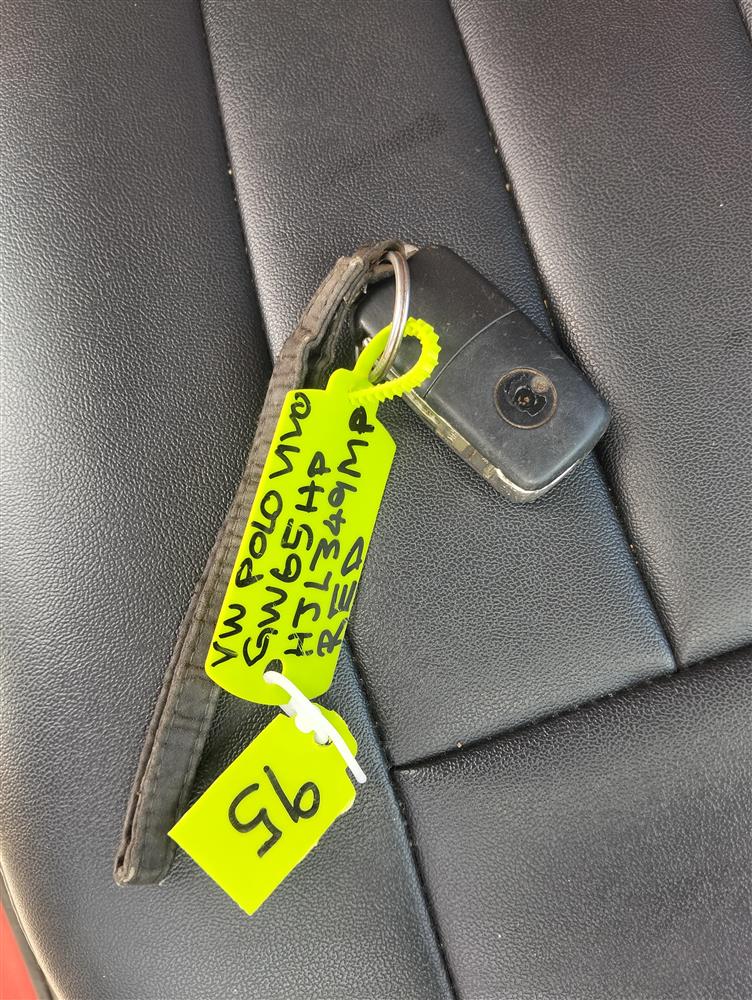 VW POLO VIVO
GW65HP
HJL349MP
RED
95